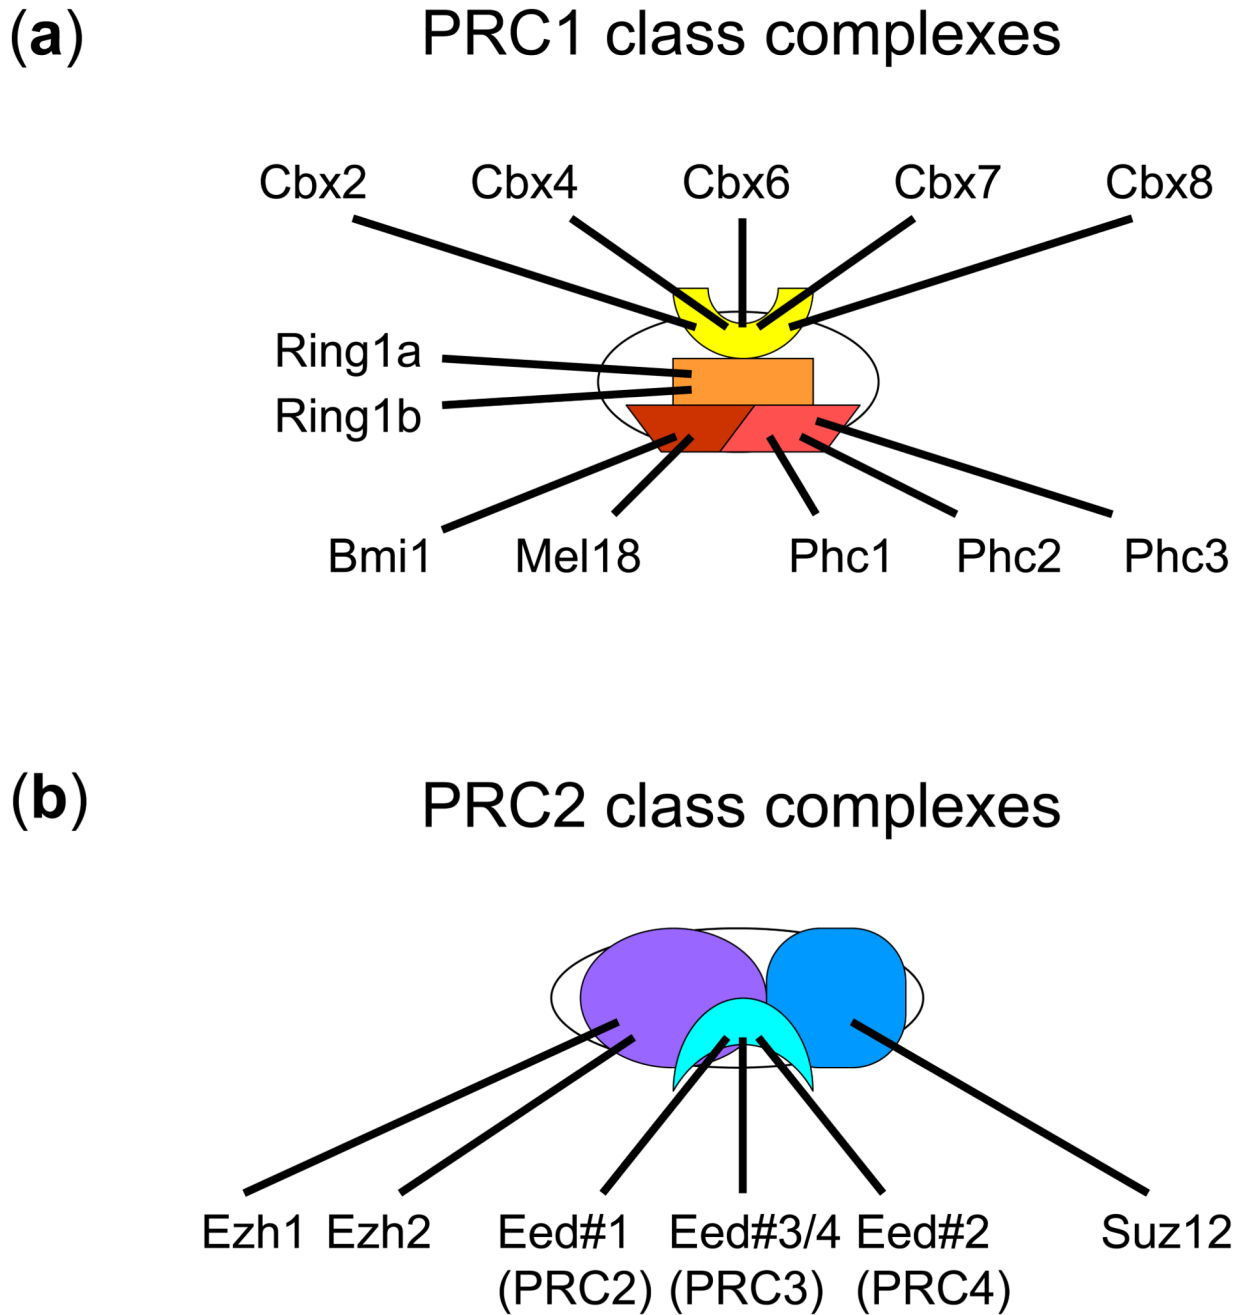 (a) PRC1 class complexes
Cbx2 Cbx4 Cbx6 Cbx7 Cbx8
Ring1a
Ring1b
Bmi1 Mel18 Phc1 Phc2 Phc3
(b) PRC2 class complexes
Ezh1 Ezh2 Eed#1 Eed#3/4 Eed#2 Suz12
(PRC2) (PRC3) (PRC4)